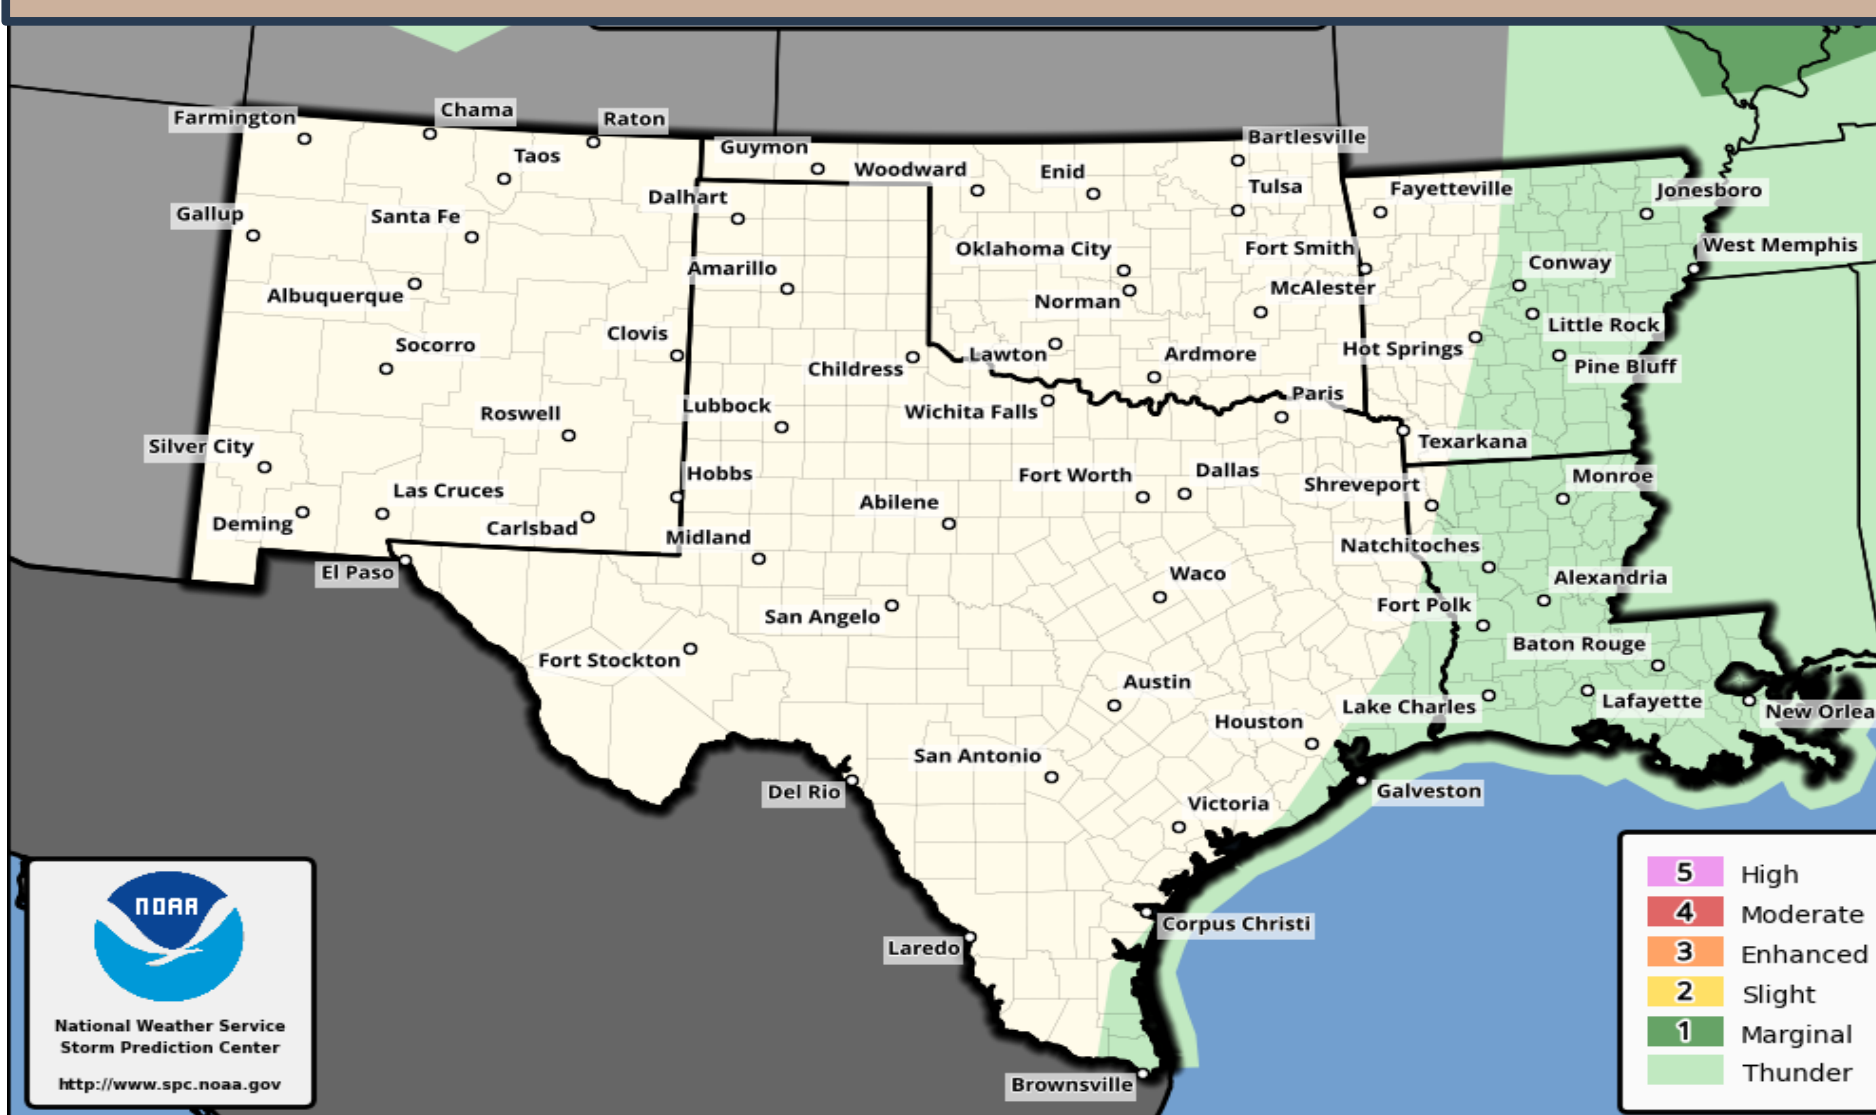 Farmington
Chama
Raton
Taos
Guymon
Woodward
Enid
Bartlesville
Tulsa
Fayetteville
Jonesboro
Gallup
Santa Fe
Dalhart
Oklahoma City
Fort Smith
Conway
West Memphis
Albuquerque
Amarillo
Norman
McAlester
Little Rock
Socorro
Clovis
Childress
Lawton
Ardmore
Hot Springs
Pine Bluff
Roswell
Lubbock
Wichita Falls
Paris
Texarkana
Silver City
Las Cruces
Hobbs
Abilene
Fort Worth
Dallas
Shreveport
Monroe
Deming
Carlsbad
Midland
Natchitoches
El Paso
Waco
Alexandria
San Angelo
Fort Polk
Fort Stockton
Baton Rouge
Austin
Houston
Lake Charles
Lafayette
New Orlea
San Antonio
Del Rio
Victoria
Galveston
Corpus Christi
Laredo
Brownsville
NOAA
National Weather Service
Storm Prediction Center
http://www.spc.noaa.gov
5 High
4 Moderate
3 Enhanced
2 Slight
1 Marginal
Thunder